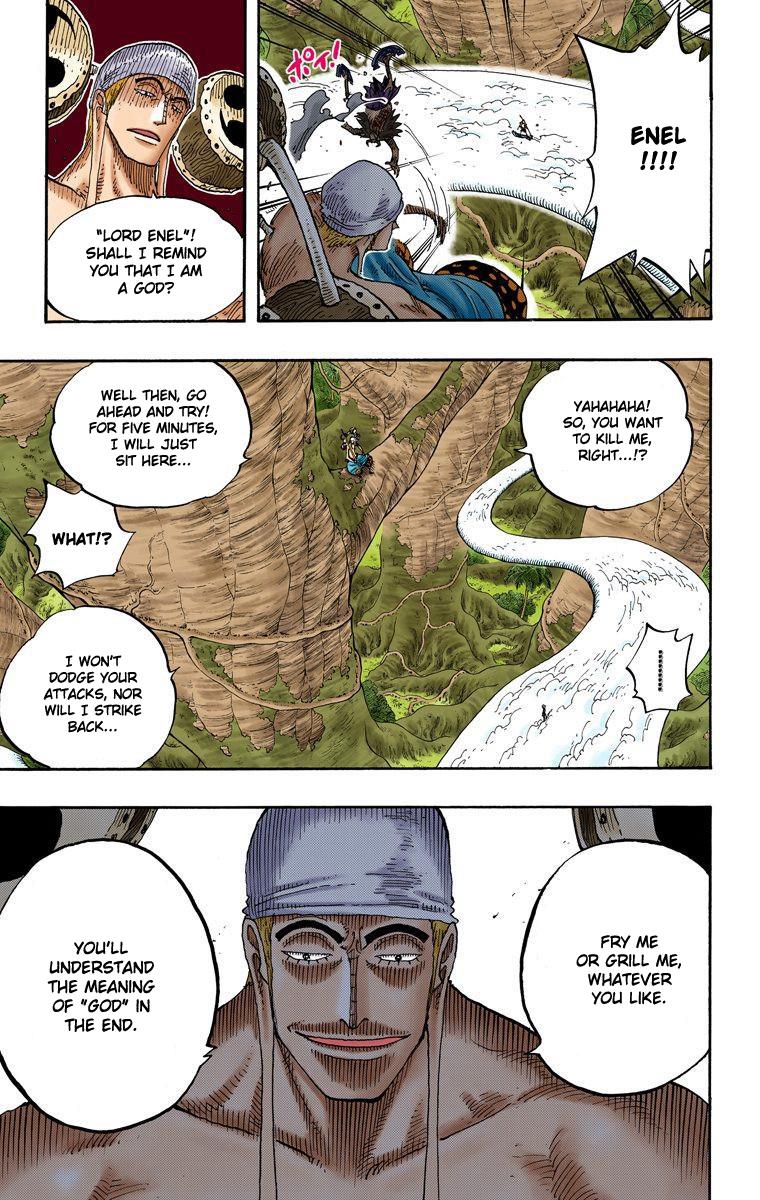 ENEL
!!!!
ポイ!
"LORD ENEL"!
SHALL I REMIND
YOU THAT I AM
A GOD?
YAHAHAHA!
SO, YOU WANT
TO KILL ME,
RIGHT...!?
..........
WELL THEN, GO
AHEAD AND TRY!
FOR FIVE MINUTES,
I WILL JUST
SIT HERE...
WHAT!?
I WON'T
DODGE YOUR
ATTACKS, NOR
WILL I STRIKE
BACK...
FRY ME
OR GRILL ME,
WHATEVER
YOU LIKE.
YOU'LL
UNDERSTAND
THE MEANING
OF "GOD" IN
THE END.